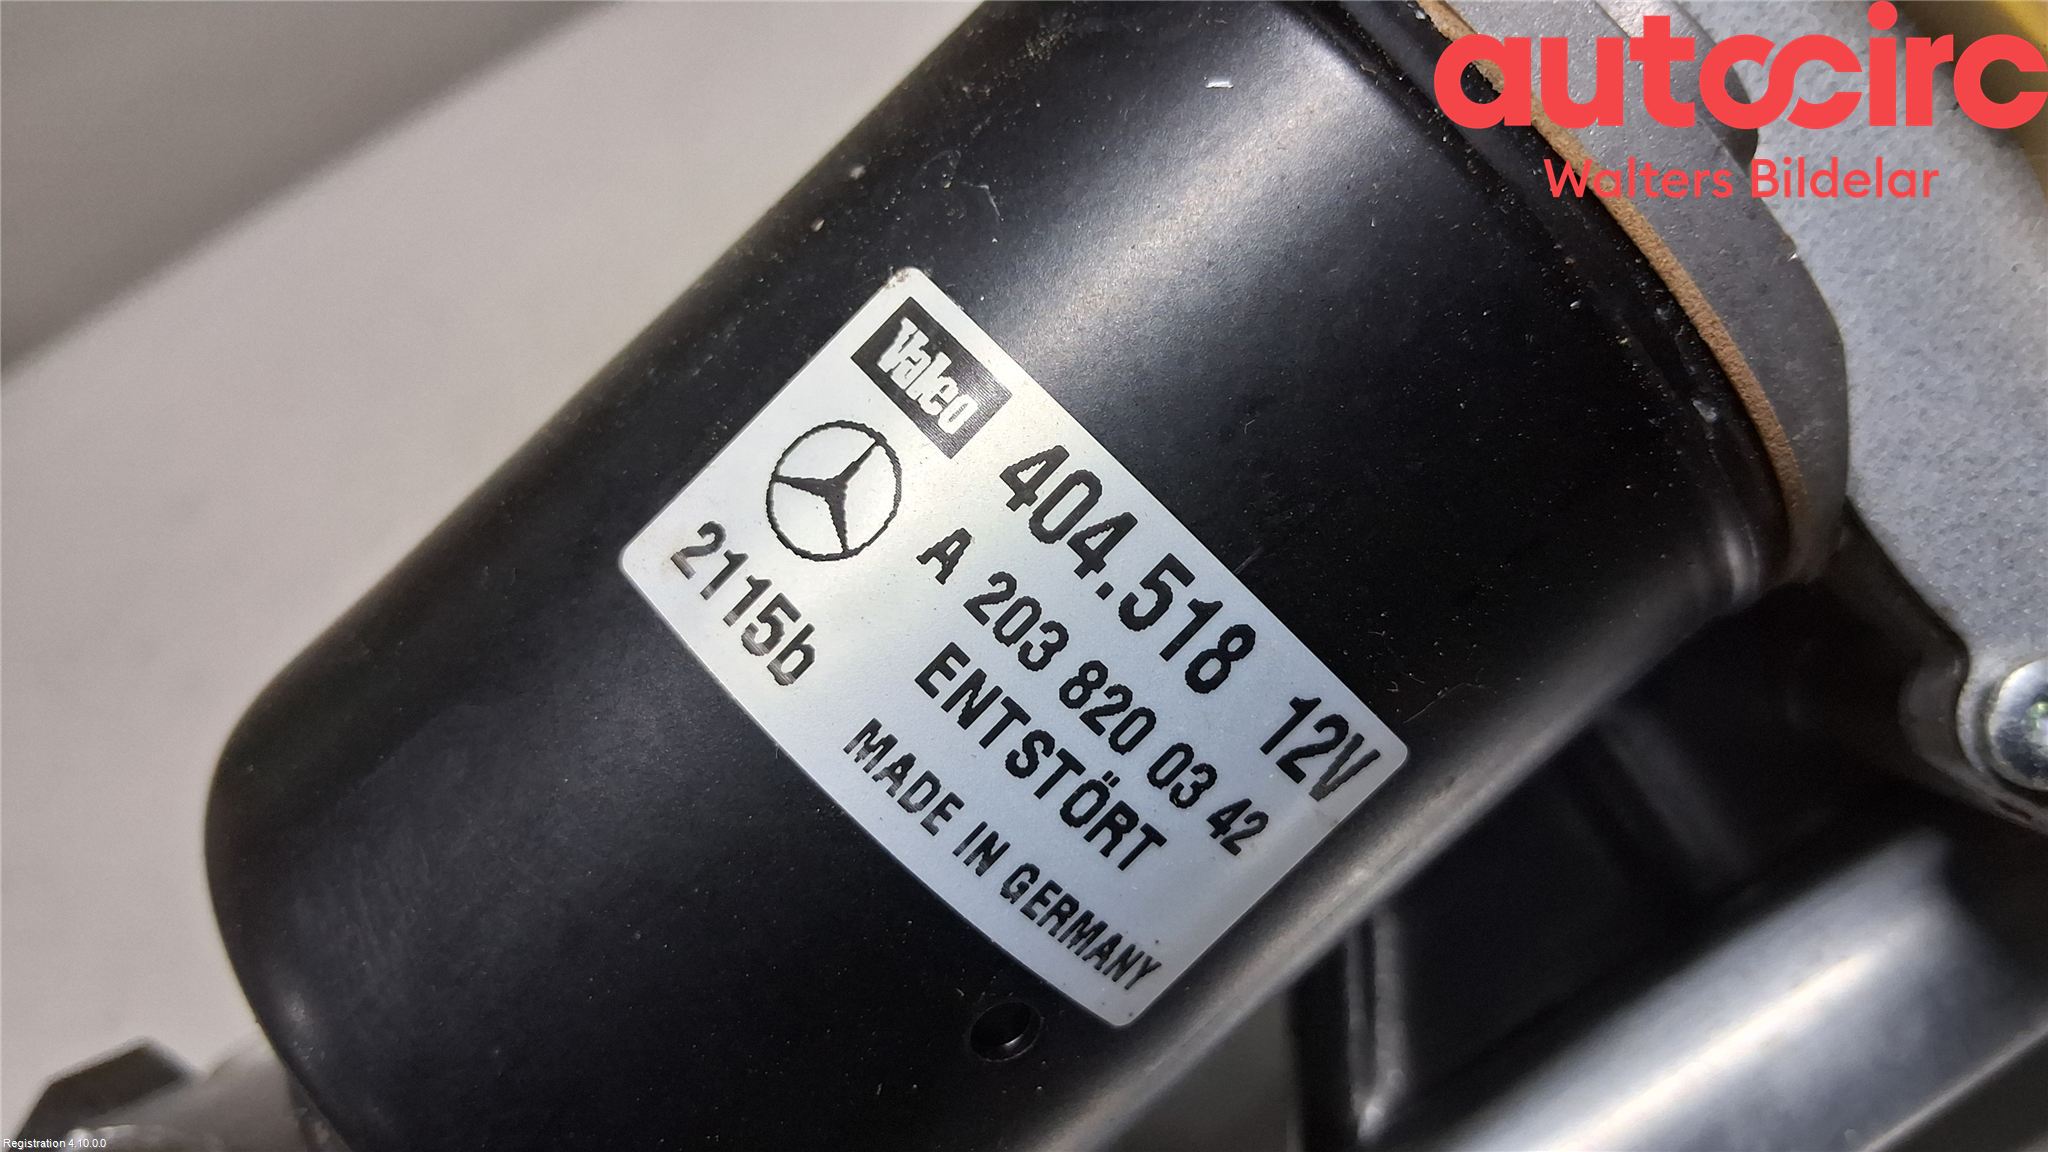 autocirc
Walters Bildelar
Valeo
404.518 12V
A 203 820 03 42
ENTSTÖRT
2115b
MADE IN GERMANY
Registration 4.10.0.0